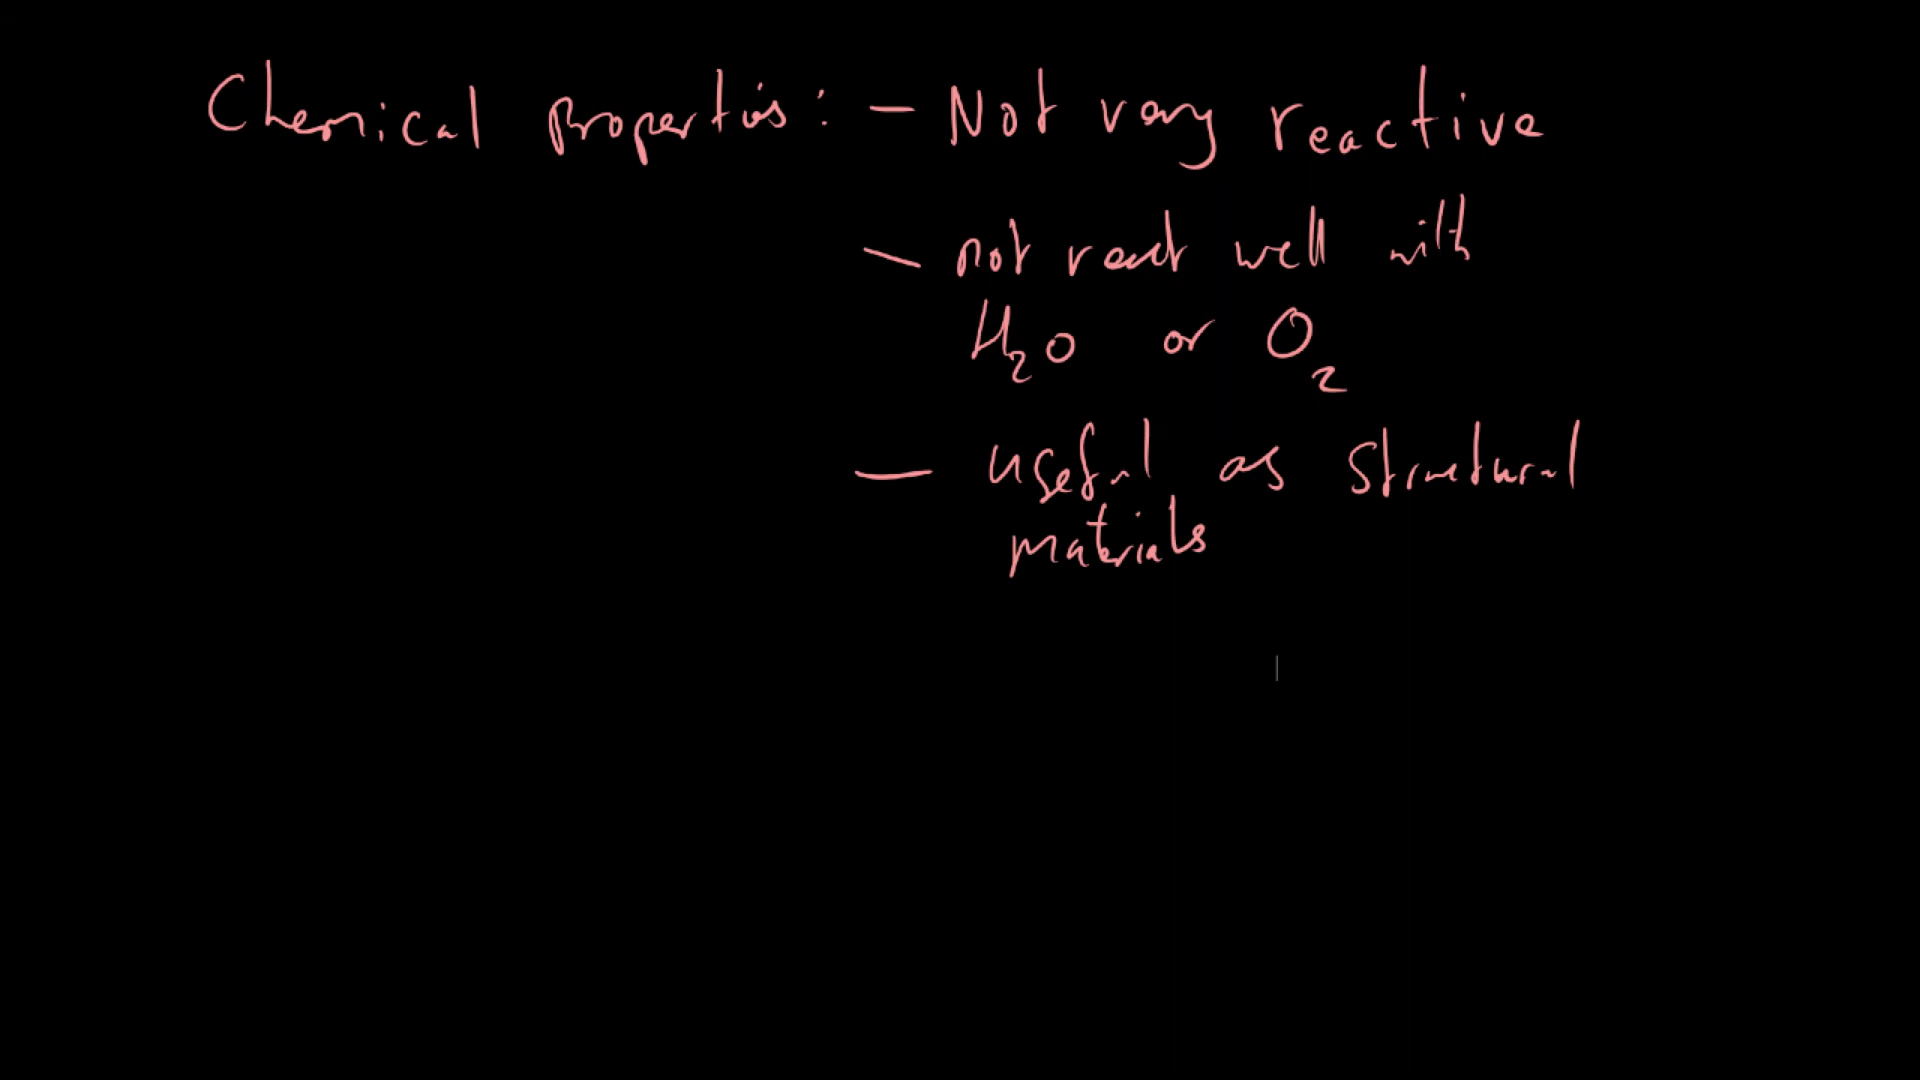 Chemical Properties: - Not very reactive
- not react well with
H₂O or O₂
- useful as structural
materials